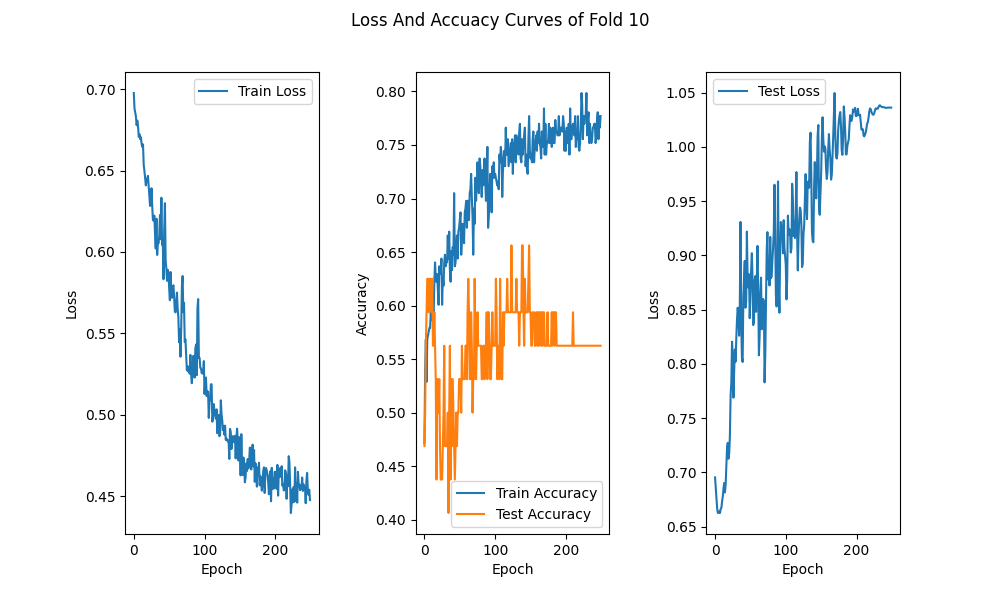 Loss And Accuacy Curves of Fold 10
Loss
0.70
0.65
0.60
0.55
0.50
0.45
0 100 200
Epoch
Train Loss
Accuracy
0.80
0.75
0.70
0.65
0.60
0.55
0.50
0.45
0.40
0 100 200
Epoch
Train Accuracy
Test Accuracy
Loss
1.05
1.00
0.95
0.90
0.85
0.80
0.75
0.70
0.65
0 100 200
Epoch
Test Loss